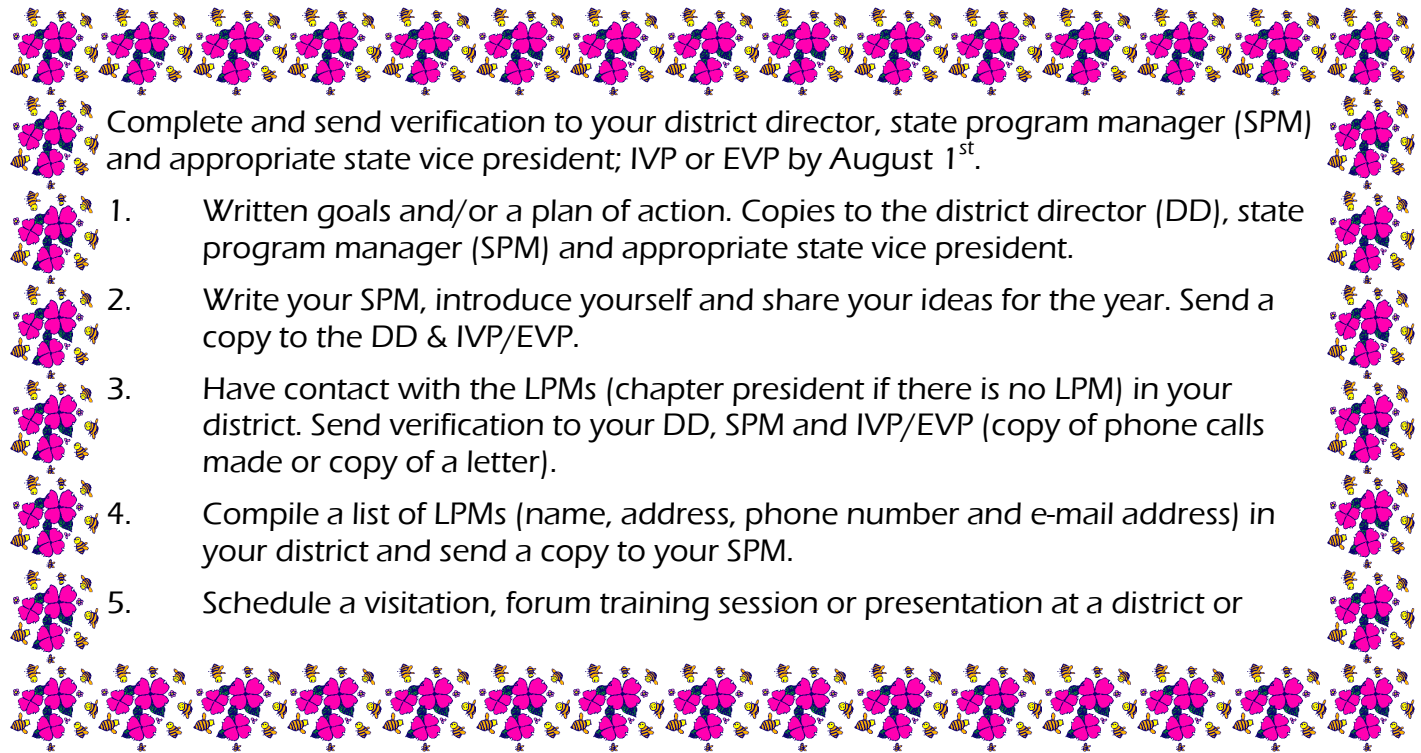 Complete and send verification to your district director, state program manager (SPM)
and appropriate state vice president; IVP or EVP by August 1st.
1. Written goals and/or a plan of action. Copies to the district director (DD), state
program manager (SPM) and appropriate state vice president.
2. Write your SPM, introduce yourself and share your ideas for the year. Send a
copy to the DD & IVP/EVP.
3. Have contact with the LPMs (chapter president if there is no LPM) in your
district. Send verification to your DD, SPM and IVP/EVP (copy of phone calls
made or copy of a letter).
4. Compile a list of LPMs (name, address, phone number and e-mail address) in
your district and send a copy to your SPM.
5. Schedule a visitation, forum training session or presentation at a district or